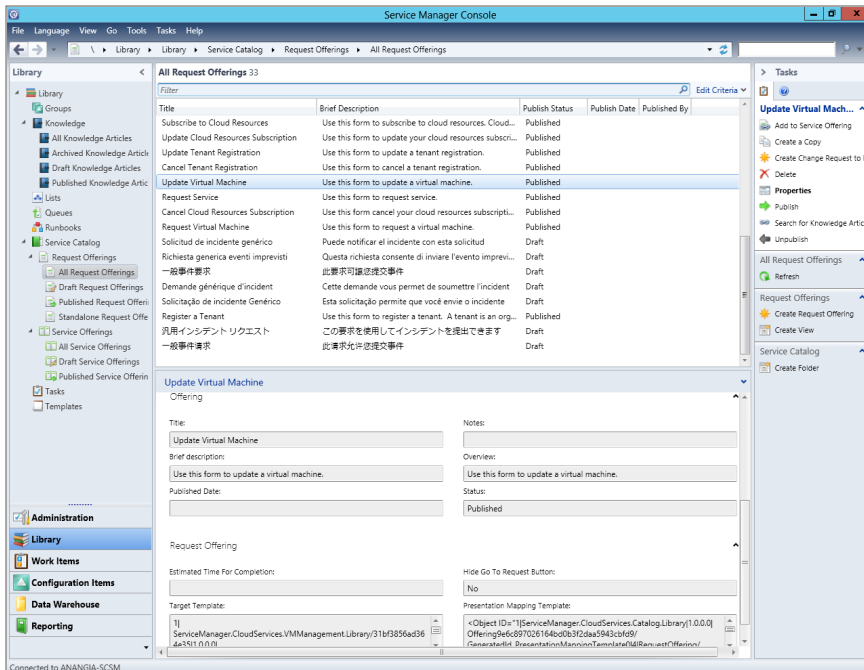 Service Manager Console
File Language View Go Tools Tasks Help
\ Library Library Service Catalog Request Offerings All Request Offerings
Library
Library
Groups
Knowledge
All Knowledge Articles
Archived Knowledge Article
Draft Knowledge Articles
Published Knowledge Artic
Lists
Queues
Runbooks
Service Catalog
Request Offerings
All Request Offerings
Draft Request Offerings
Published Request Offeri
Standalone Request Offe
Service Offerings
All Service Offerings
Draft Service Offerings
Published Service Offerin
Tasks
Templates
Administration
Library
Work Items
Configuration Items
Data Warehouse
Reporting
All Request Offerings 33
Filter Edit Criteria
Title Brief Description Publish Status Publish Date Published By
Subscribe to Cloud Resources Use this form to subscribe to cloud resources. Cloud... Published
Update Cloud Resources Subscription Use this form to update your cloud resources subscri... Published
Update Tenant Registration Use this form to update a tenant registration. Published
Cancel Tenant Registration Use this form to cancel a tenant registration. Published
Update Virtual Machine Use this form to update a virtual machine. Published
Request Service Use this form to request service. Published
Cancel Cloud Resources Subscription Use this form cancel your cloud resources subscripti... Published
Request Virtual Machine Use this form to request a virtual machine. Published
Solicitud de incidente genérico Puede notificar el incidente con esta solicitud Draft
Richiesta generica eventi imprevisti Questa richiesta consente di inviare l'evento imprevi... Draft
一般事件要求 此要求可讓您提交事件 Draft
Demande générique d'incident Cette demande vous permet de soumettre l'incident Draft
Solicitação de incidente Genérico Esta solicitação permite que você envie o incidente Draft
Register a Tenant Use this form to register a tenant. A tenant is an org... Published
汎用インシデント リクエスト この要求を使用してインシデントを提出できます Draft
一般事件请求 此请求允许您提交事件 Draft
Update Virtual Machine
Offering
Title: Notes:
Update Virtual Machine
Brief description: Overview:
Use this form to update a virtual machine. Use this form to update a virtual machine.
Published Date: Status:
Published
Request Offering
Estimated Time For Completion: Hide Go To Request Button:
No
Target Template: Presentation Mapping Template:
1| <Object ID="1|ServiceManager.CloudServices.Catalog.Library|1.0.0.0|
ServiceManager.CloudServices.VMManagement.Library/31bf3856ad36 Offering9e6c897026164bd0b3f2daa5943cbfd9/
4e35|1.0.0.0| GeneratedId_PresentationMappingTemplate0|4|RequestOffering/
Tasks
Update Virtual Mach...
Add to Service Offering
Create a Copy
Create Change Request to
Delete
Properties
Publish
Search for Knowledge Artic
Unpublish
All Request Offerings
Refresh
Request Offerings
Create Request Offering
Create View
Service Catalog
Create Folder
Connected to ANANGIA-SCSM